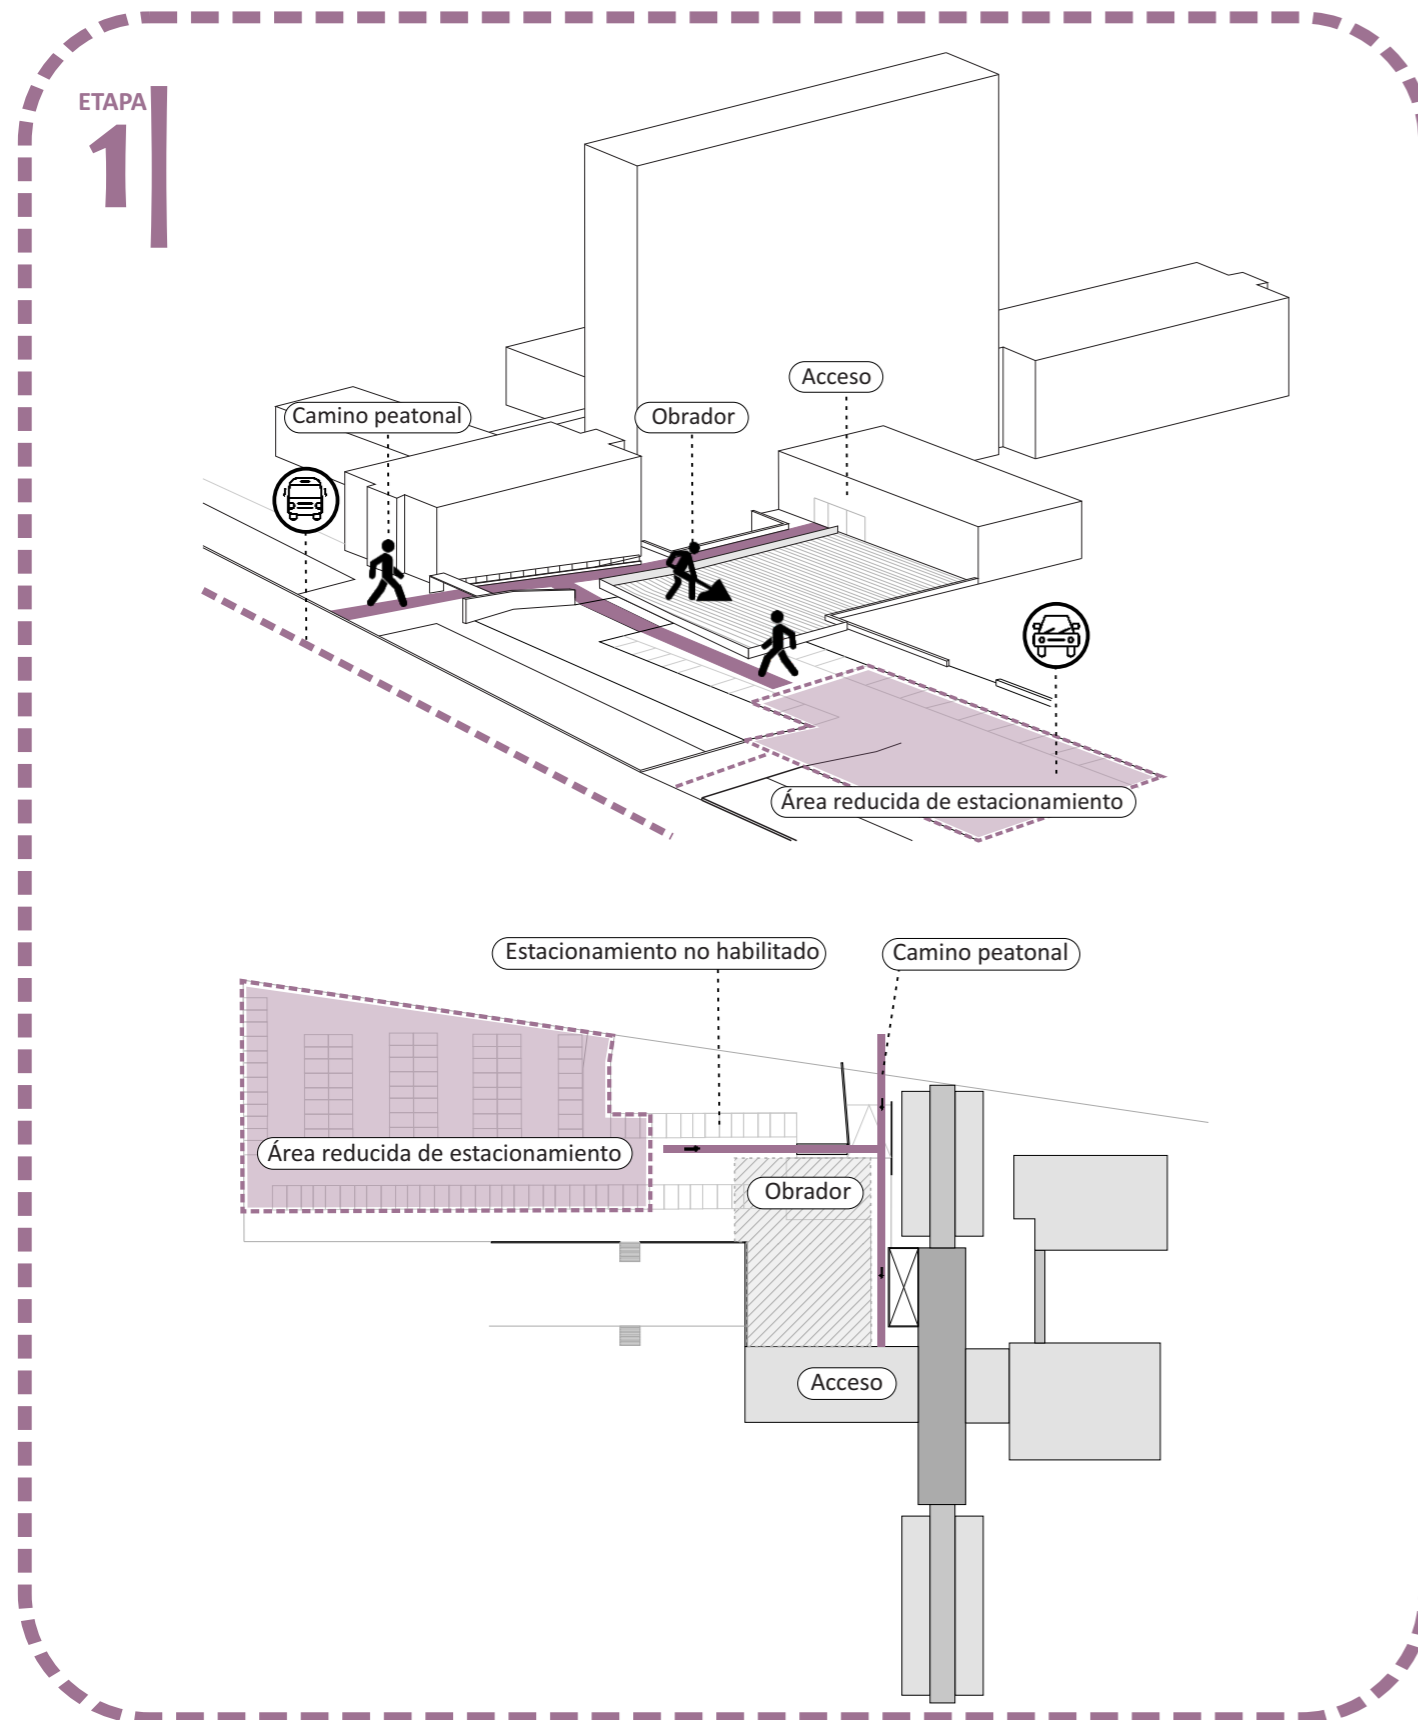 ETAPA
1
Acceso
Camino peatonal
Obrador
Área reducida de estacionamiento
Estacionamiento no habilitado
Camino peatonal
Área reducida de estacionamiento
Obrador
Acceso